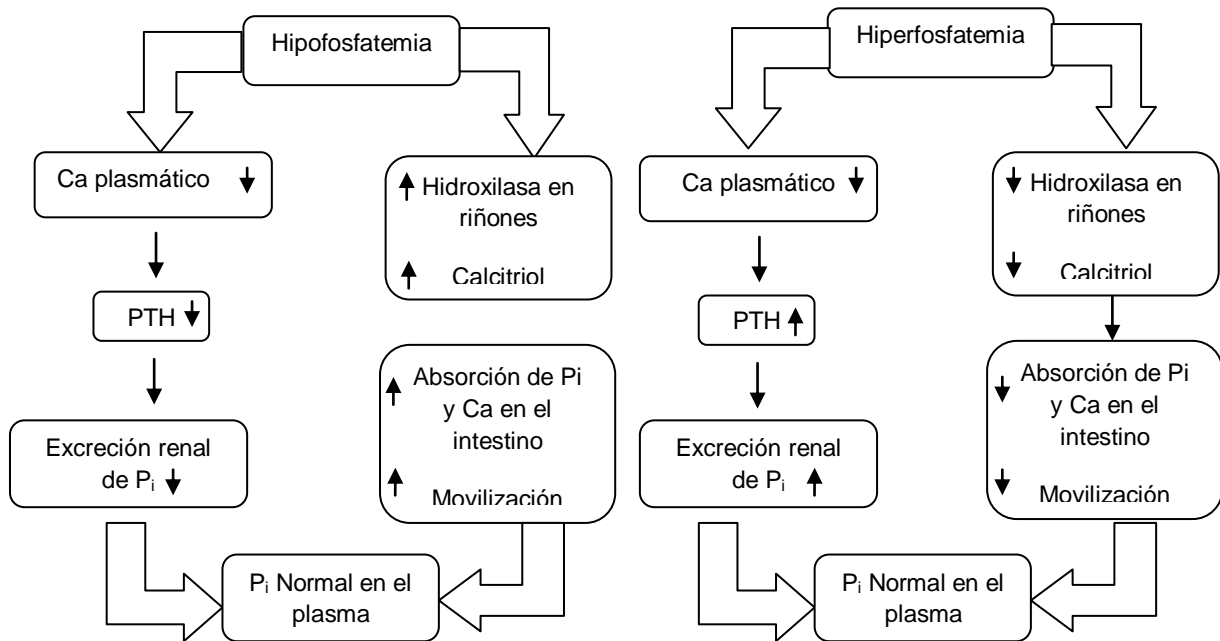 Hipofosfatemia
Ca plasmático ↓
↑ Hidroxilasa en
riñones
↑ Calcitriol
PTH ↓
↑ Absorción de Pi
y Ca en el
intestino
↑ Movilización
Excreción renal
de Pᵢ ↓
Pᵢ Normal en el
plasma
Hiperfosfatemia
Ca plasmático ↓
↓ Hidroxilasa en
riñones
↓ Calcitriol
PTH ↑
↓ Absorción de Pi
y Ca en el
intestino
↓ Movilización
Excreción renal
de Pᵢ ↑
Pᵢ Normal en el
plasma